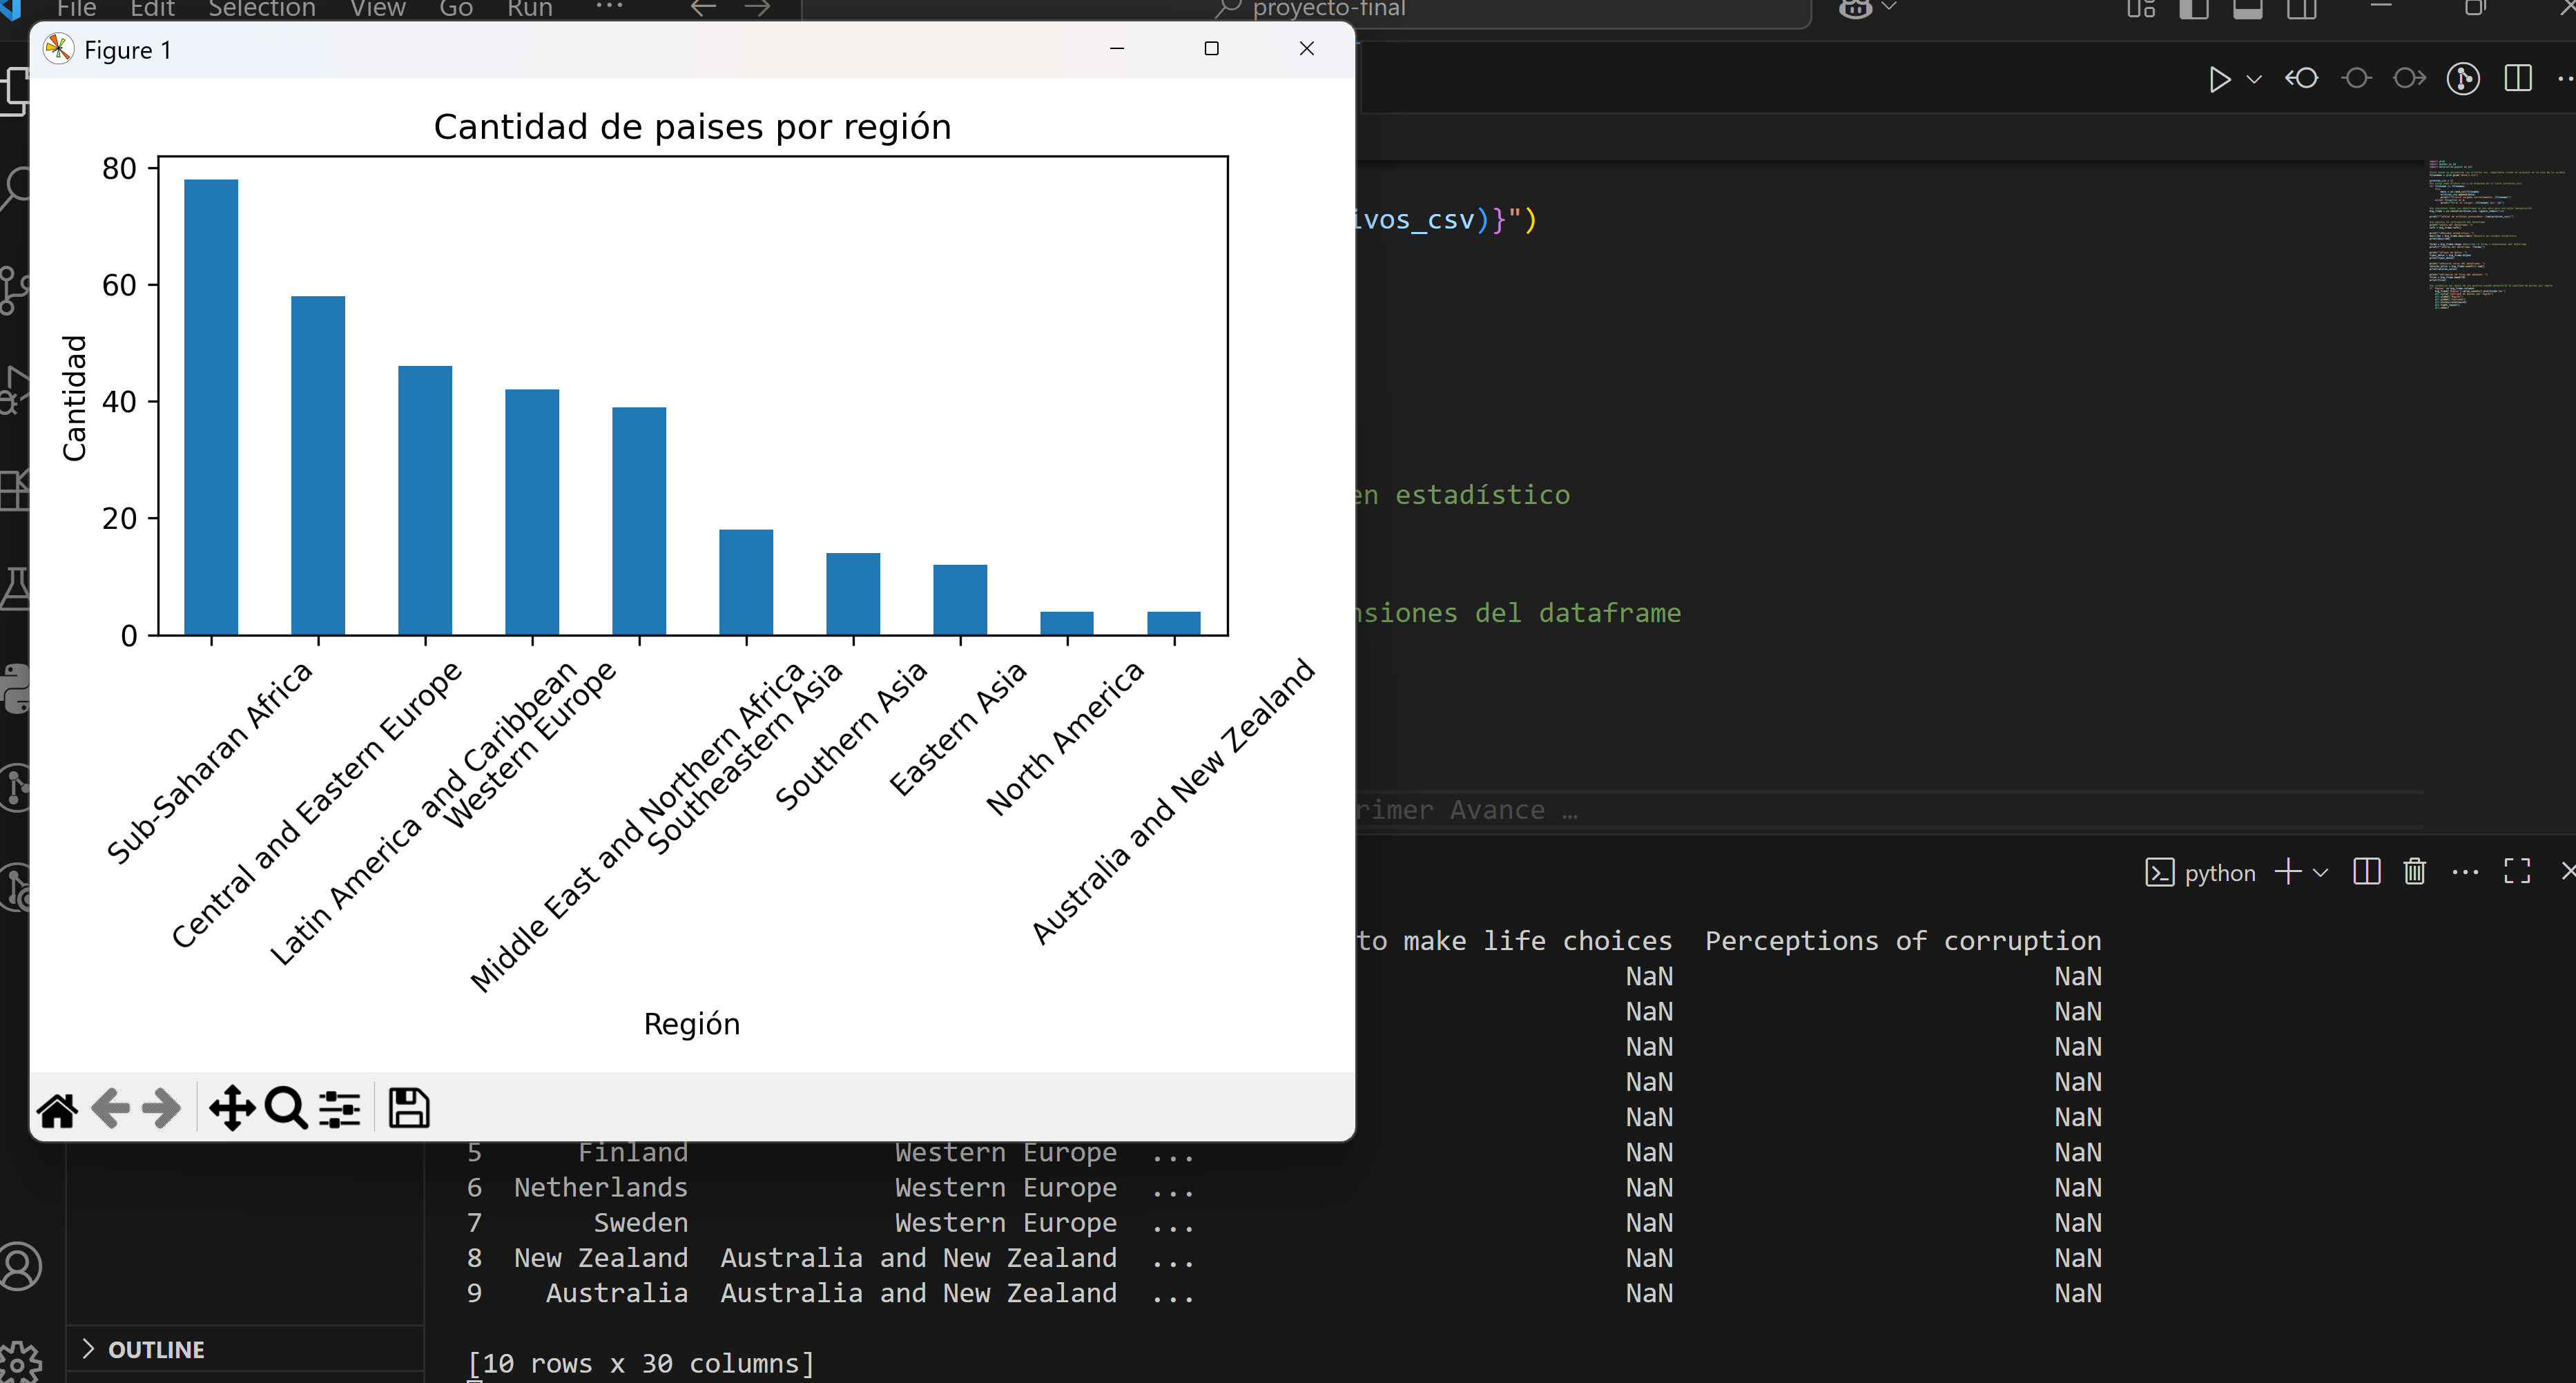 File Edit Selection View Go Run ...
proyecto-final
Figure 1
Cantidad de paises por región
80
60
40
20
0
Cantidad
Sub-Saharan Africa
Central and Eastern Europe
Latin America and Caribbean
Western Europe
Middle East and Northern Africa
Southeastern Asia
Southern Asia
Eastern Asia
North America
Australia and New Zealand
Región
ivos_csv)}")
en estadístico
nsiones del dataframe
rimer Avance ...
python
to make life choices Perceptions of corruption
NaN NaN
NaN NaN
NaN NaN
NaN NaN
NaN NaN
5 Finland Western Europe ... NaN NaN
6 Netherlands Western Europe ... NaN NaN
7 Sweden Western Europe ... NaN NaN
8 New Zealand Australia and New Zealand ... NaN NaN
9 Australia Australia and New Zealand ... NaN NaN
[10 rows x 30 columns]
OUTLINE